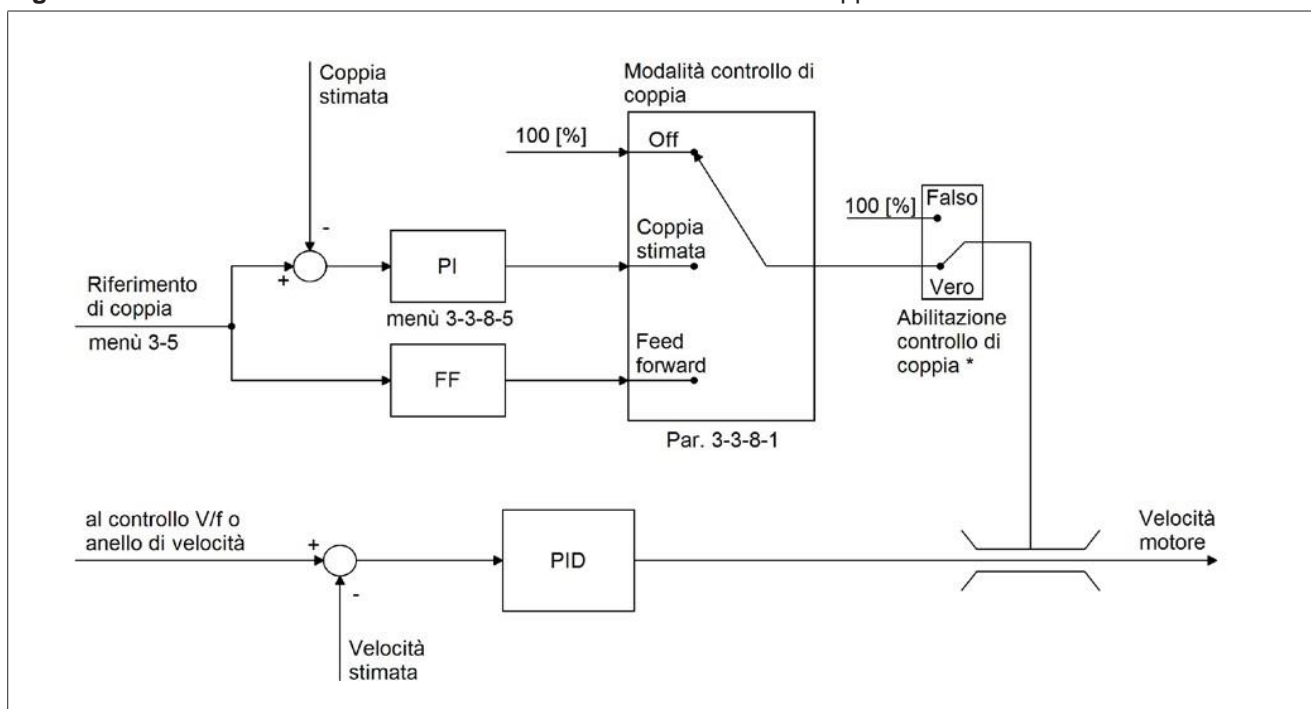 Coppia
stimata
-
+
Riferimento
di coppia
menù 3-5
PI
menù 3-3-8-5
FF
Modalità controllo di
coppia
100 [%]
Off
Coppia
stimata
Feed
forward
Par. 3-3-8-1
100 [%]
Falso
Vero
Abilitazione
controllo di
coppia *
al controllo V/f o
anello di velocità
+
-
Velocità
stimata
PID
Velocità
motore